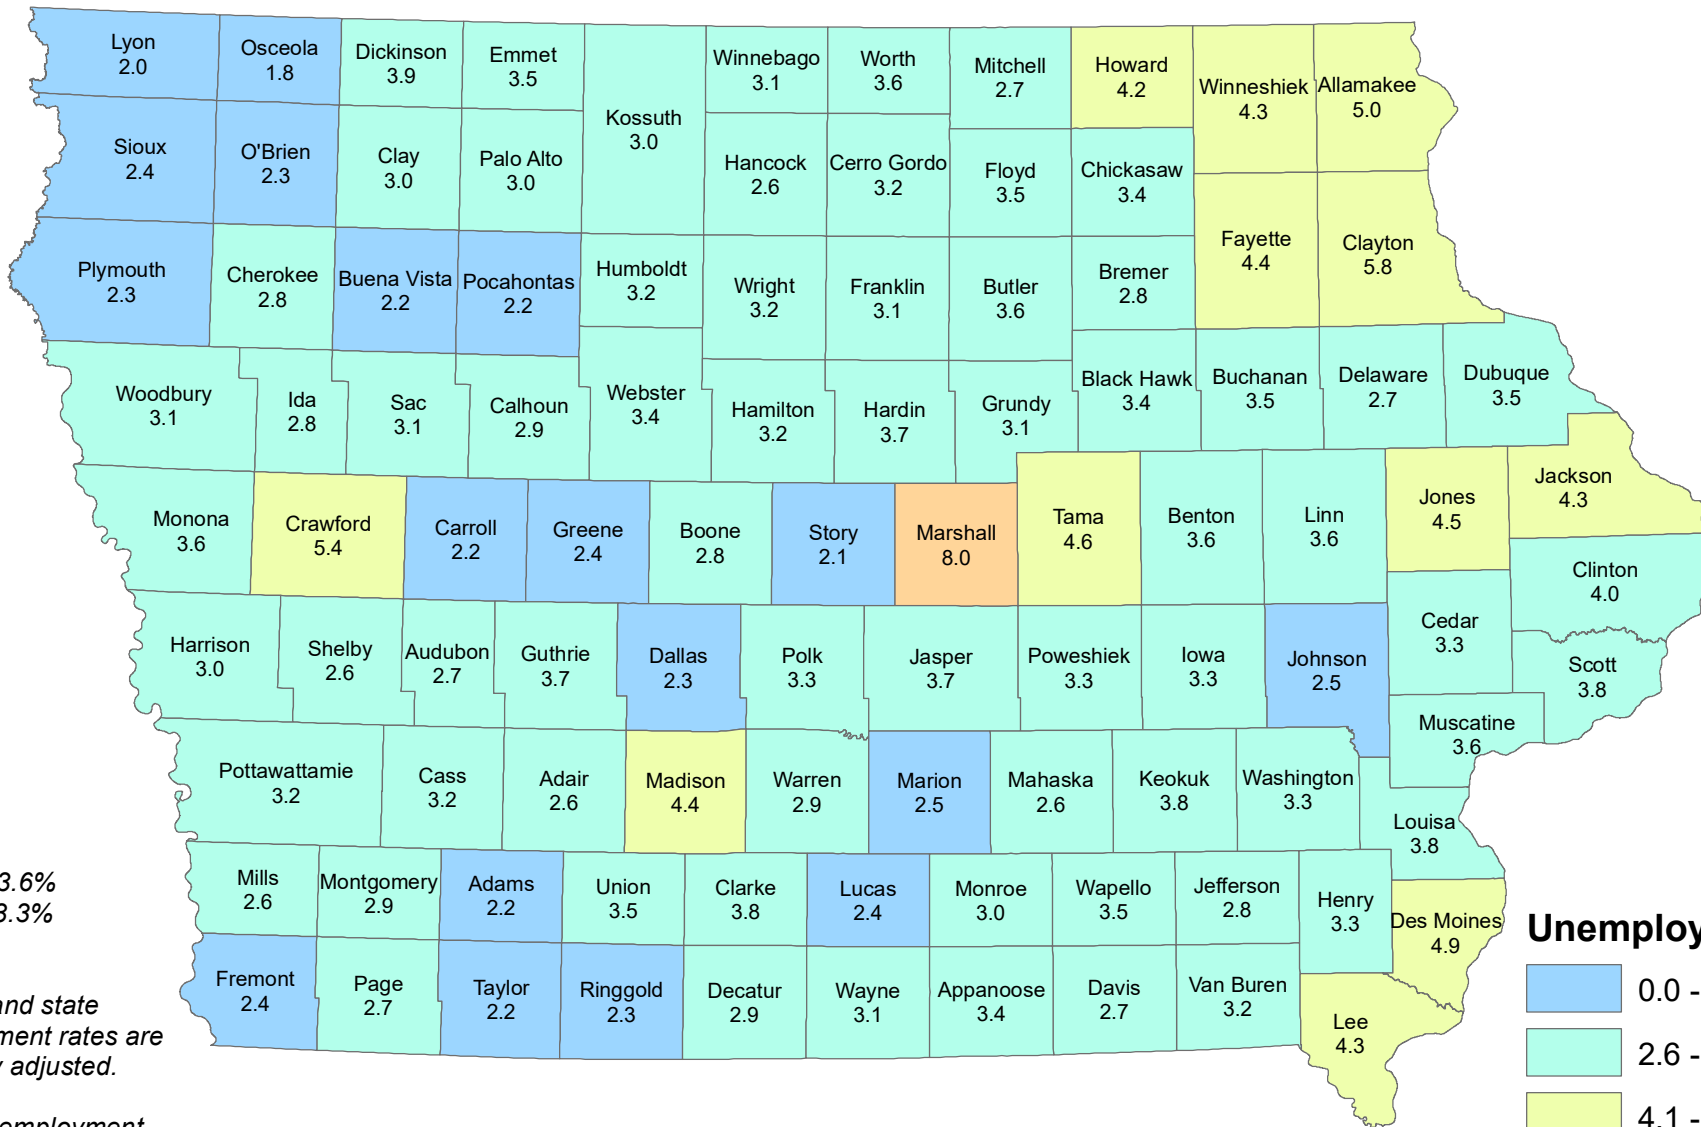 Lyon
2.0
Osceola
1.8
Dickinson
3.9
Emmet
3.5
Kossuth
3.0
Winnebago
3.1
Worth
3.6
Mitchell
2.7
Howard
4.2
Winneshiek
4.3
Allamakee
5.0
Sioux
2.4
O'Brien
2.3
Clay
3.0
Palo Alto
3.0
Hancock
2.6
Cerro Gordo
3.2
Floyd
3.5
Chickasaw
3.4
Plymouth
2.3
Cherokee
2.8
Buena Vista
2.2
Pocahontas
2.2
Humboldt
3.2
Wright
3.2
Franklin
3.1
Butler
3.6
Bremer
2.8
Fayette
4.4
Clayton
5.8
Woodbury
3.1
Ida
2.8
Sac
3.1
Calhoun
2.9
Webster
3.4
Hamilton
3.2
Hardin
3.7
Grundy
3.1
Black Hawk
3.4
Buchanan
3.5
Delaware
2.7
Dubuque
3.5
Monona
3.6
Crawford
5.4
Carroll
2.2
Greene
2.4
Boone
2.8
Story
2.1
Marshall
8.0
Tama
4.6
Benton
3.6
Linn
3.6
Jones
4.5
Jackson
4.3
Clinton
4.0
Harrison
3.0
Shelby
2.6
Audubon
2.7
Guthrie
3.7
Dallas
2.3
Polk
3.3
Jasper
3.7
Poweshiek
3.3
Iowa
3.3
Johnson
2.5
Cedar
3.3
Scott
3.8
Muscatine
3.6
Pottawattamie
3.2
Cass
3.2
Adair
2.6
Madison
4.4
Warren
2.9
Marion
2.5
Mahaska
2.6
Keokuk
3.8
Washington
3.3
Louisa
3.8
Mills
2.6
Montgomery
2.9
Adams
2.2
Union
3.5
Clarke
3.8
Lucas
2.4
Monroe
3.0
Wapello
3.5
Jefferson
2.8
Henry
3.3
Des Moines
4.9
Fremont
2.4
Page
2.7
Taylor
2.2
Ringgold
2.3
Decatur
2.9
Wayne
3.1
Appanoose
3.4
Davis
2.7
Van Buren
3.2
Lee
4.3
3.6%
3.3%
and state
ment rates are
adjusted.
employment
Unemploy
0.0 -
2.6 -
4.1 -